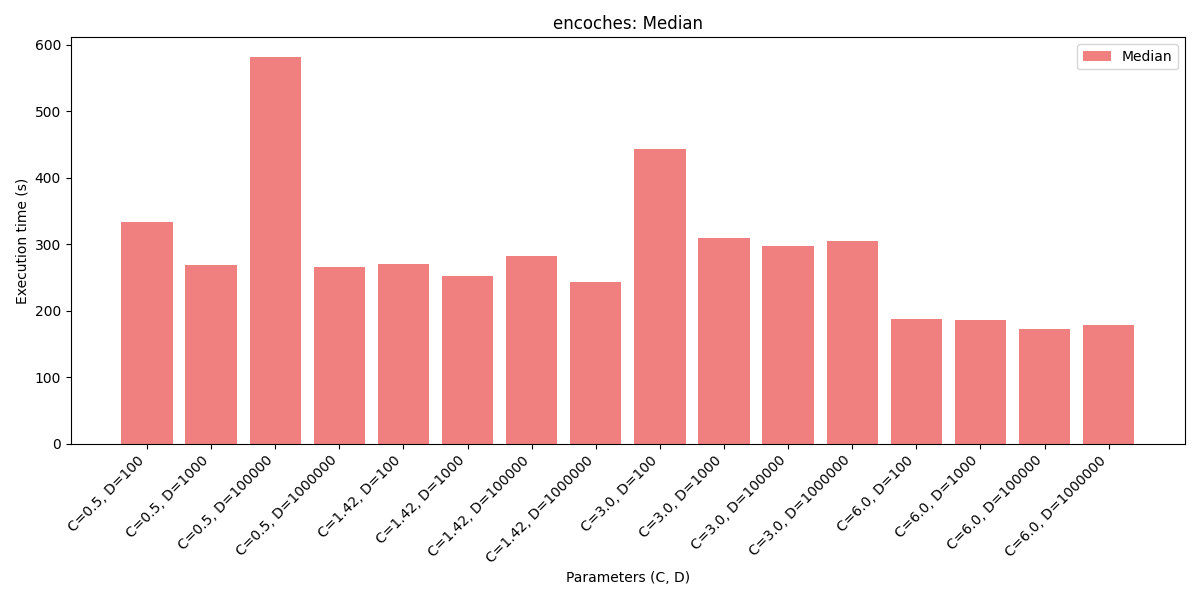 encoches: Median
Median
Execution time (s)
600
500
400
300
200
100
0
C=0.5, D=100
C=0.5, D=1000
C=0.5, D=100000
C=0.5, D=1000000
C=1.42, D=100
C=1.42, D=1000
C=1.42, D=100000
C=1.42, D=1000000
C=3.0, D=100
C=3.0, D=1000
C=3.0, D=100000
C=3.0, D=1000000
C=6.0, D=100
C=6.0, D=1000
C=6.0, D=100000
C=6.0, D=1000000
Parameters (C, D)